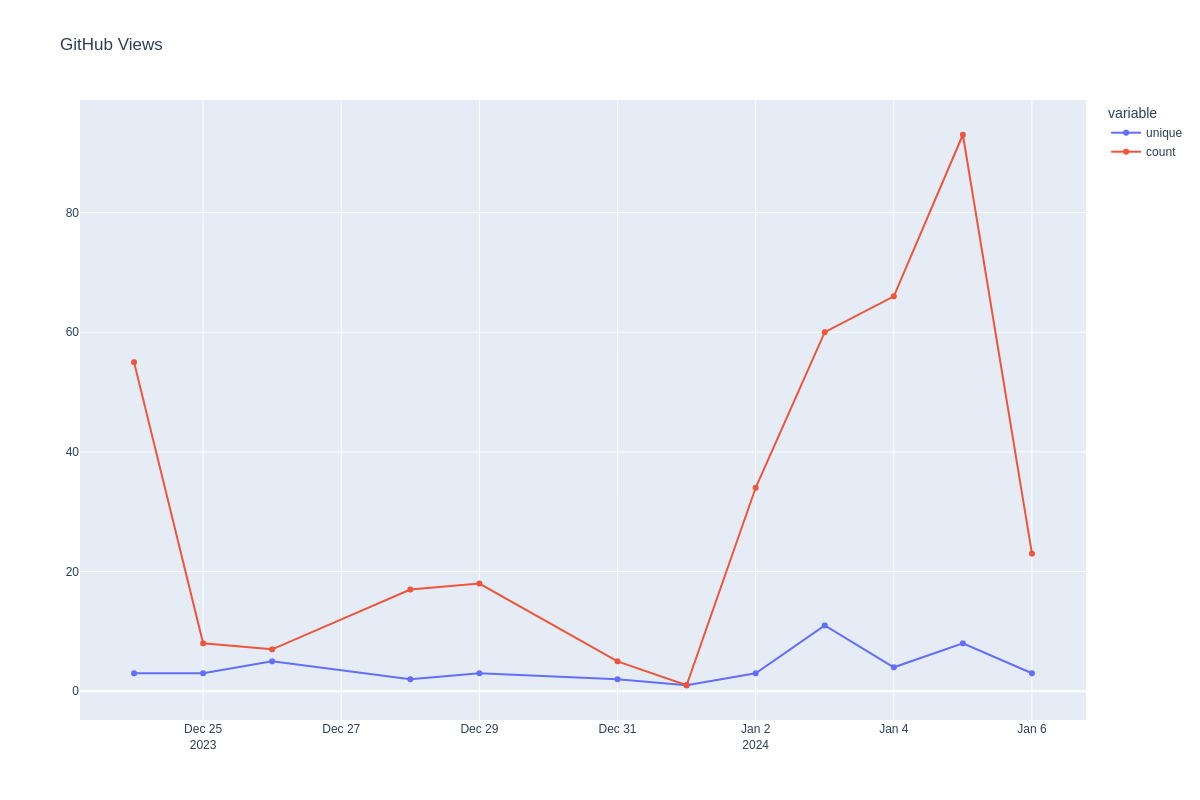 GitHub Views
variable
unique
count
80
60
40
20
0
Dec 25
2023
Dec 27
Dec 29
Dec 31
Jan 2
2024
Jan 4
Jan 6